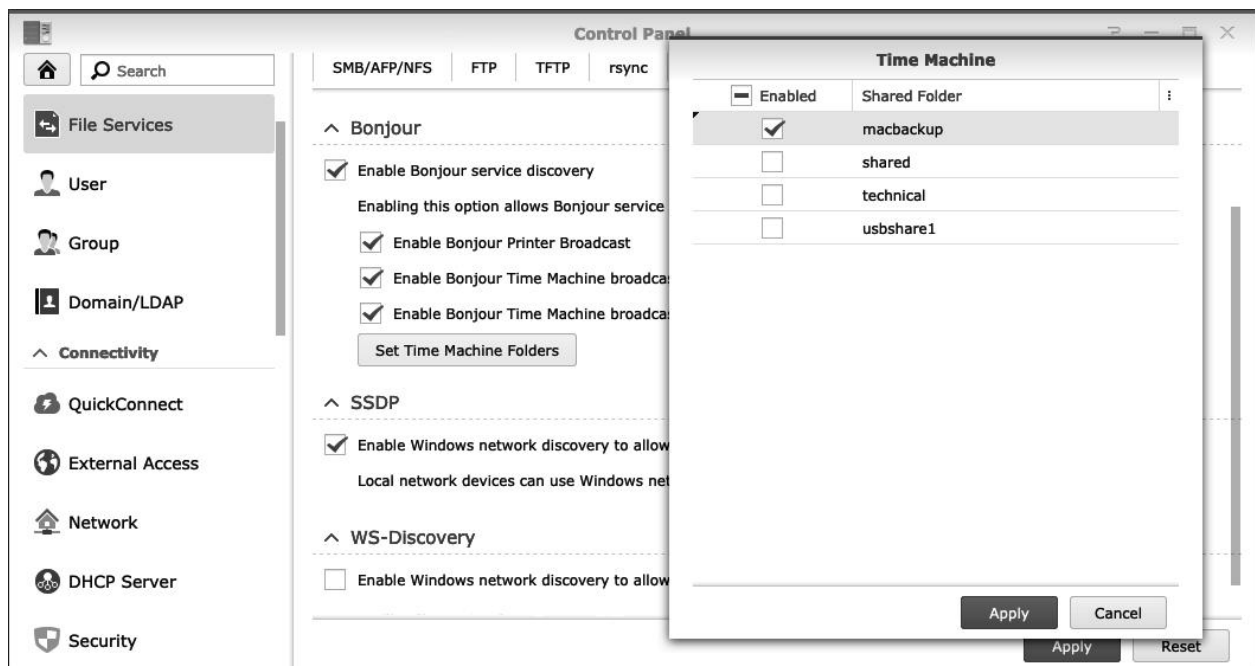 Control Panel
Search
File Services
User
Group
Domain/LDAP
Connectivity
QuickConnect
External Access
Network
DHCP Server
Security
SMB/AFP/NFS
FTP
TFTP
rsync
Bonjour
Enable Bonjour service discovery
Enabling this option allows Bonjour service
Enable Bonjour Printer Broadcast
Enable Bonjour Time Machine broadca
Enable Bonjour Time Machine broadca
Set Time Machine Folders
SSDP
Enable Windows network discovery to allow
Local network devices can use Windows net
WS-Discovery
Enable Windows network discovery to allow
Apply
Reset
Time Machine
Enabled
Shared Folder
macbackup
shared
technical
usbshare1
Apply
Cancel